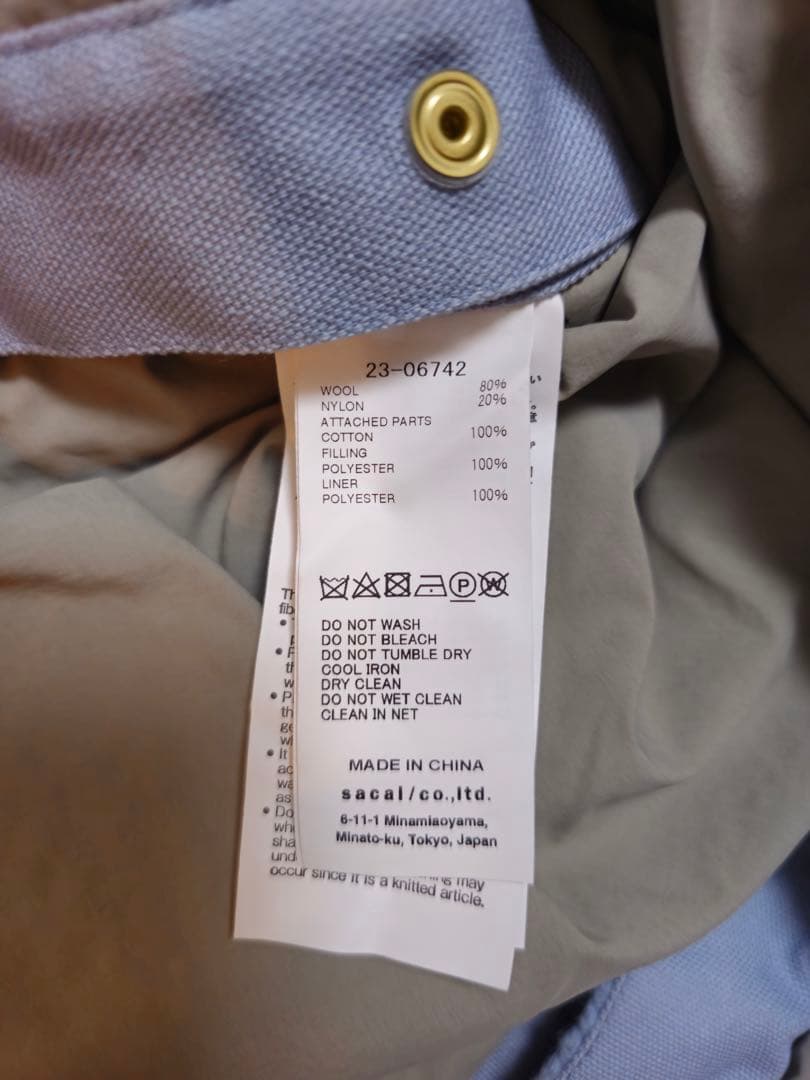 23-06742
WOOL 80%
NYLON 20%
ATTACHED PARTS
COTTON 100%
FILLING
POLYESTER 100%
LINER
POLYESTER 100%
P W
DO NOT WASH
DO NOT BLEACH
DO NOT TUMBLE DRY
COOL IRON
DRY CLEAN
DO NOT WET CLEAN
CLEAN IN NET
MADE IN CHINA
sacai/co.,ltd.
6-11-1 Minamiaoyama,
Minato-ku, Tokyo, Japan
may
occur since it is a knitted article.